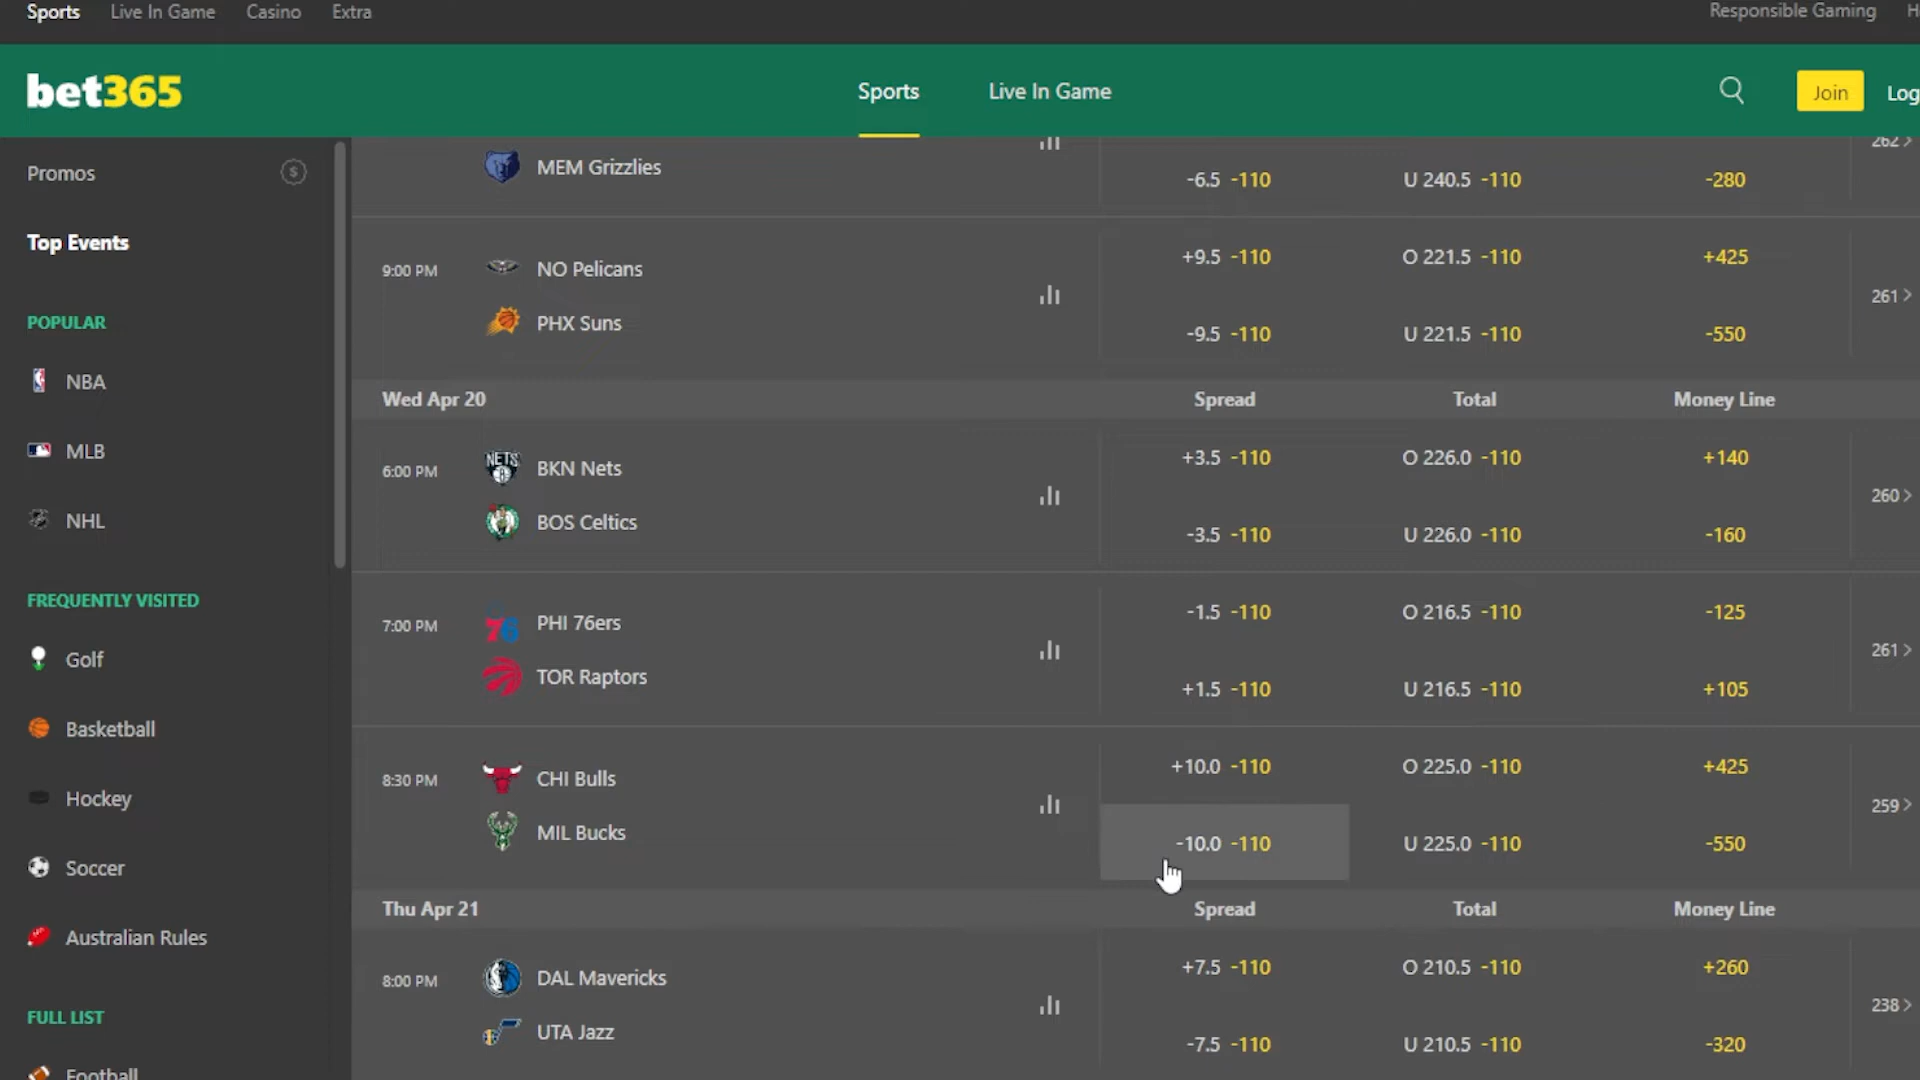 Sports Live In Game Casino Extra Responsible Gaming
bet365 Sports Live In Game Join Log
Promos
Top Events
POPULAR
NBA
MLB
NHL
FREQUENTLY VISITED
Golf
Basketball
Hockey
Soccer
Australian Rules
FULL LIST
Football
262
MEM Grizzlies -6.5 -110 U 240.5 -110 -280
9:00 PM NO Pelicans +9.5 -110 O 221.5 -110 +425
261
PHX Suns -9.5 -110 U 221.5 -110 -550
Wed Apr 20 Spread Total Money Line
6:00 PM BKN Nets +3.5 -110 O 226.0 -110 +140
260
BOS Celtics -3.5 -110 U 226.0 -110 -160
7:00 PM PHI 76ers -1.5 -110 O 216.5 -110 -125
261
TOR Raptors +1.5 -110 U 216.5 -110 +105
8:30 PM CHI Bulls +10.0 -110 O 225.0 -110 +425
259
MIL Bucks -10.0 -110 U 225.0 -110 -550
Thu Apr 21 Spread Total Money Line
8:00 PM DAL Mavericks +7.5 -110 O 210.5 -110 +260
238
UTA Jazz -7.5 -110 U 210.5 -110 -320